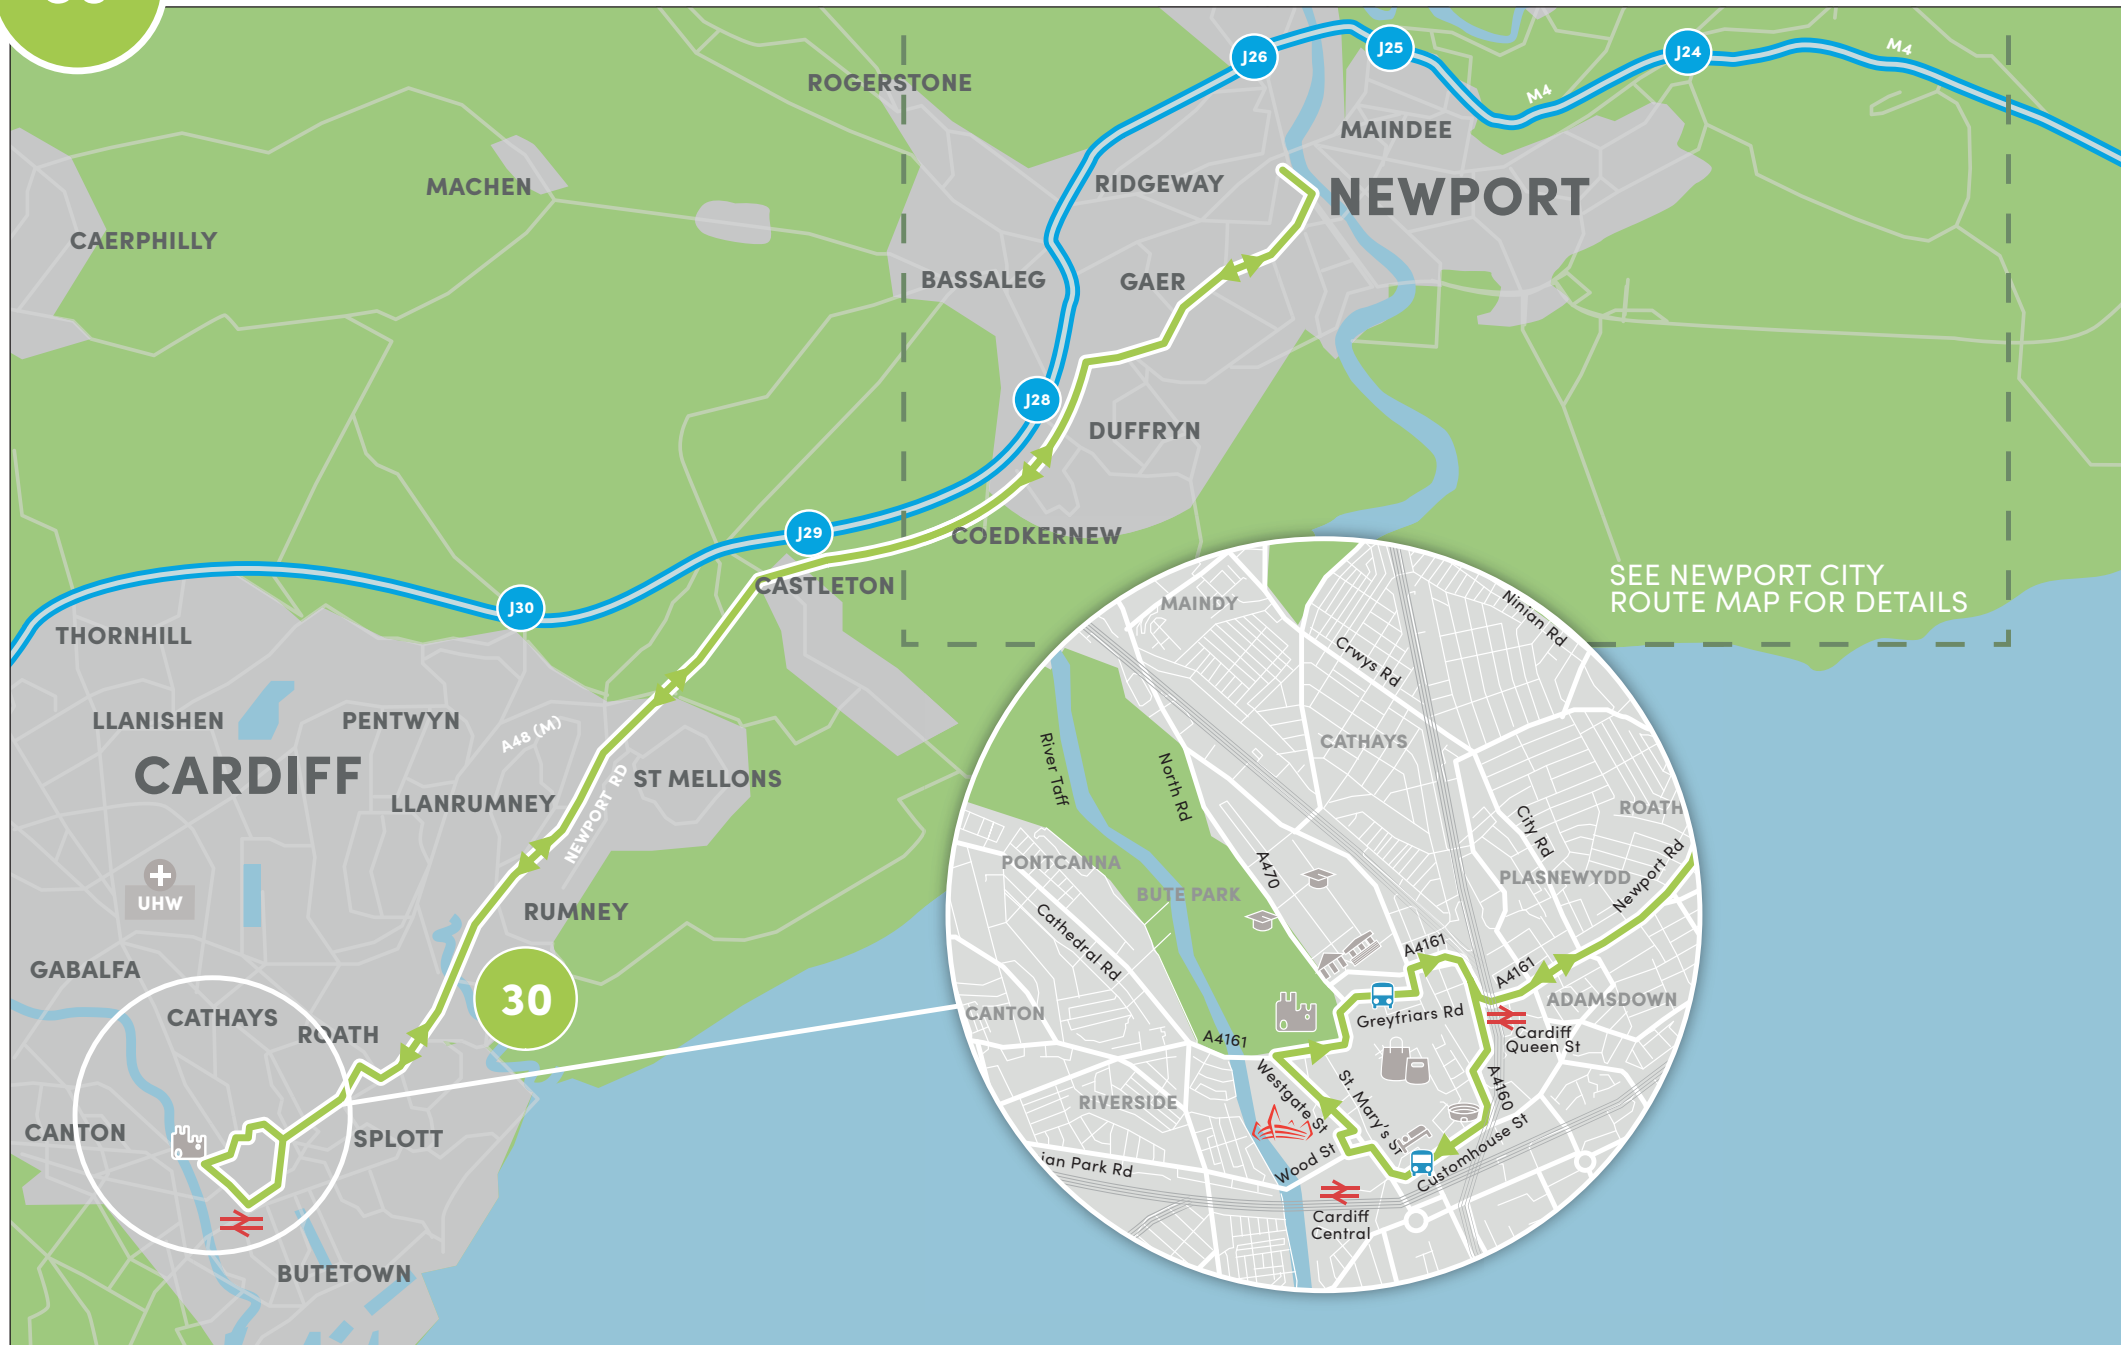 J26
J25
J24
M4
M4
ROGERSTONE
MAINDEE
MACHEN
RIDGEWAY
NEWPORT
CAERPHILLY
BASSALEG
GAER
J28
DUFFRYN
J29
COEDKERNEW
CASTLETON
J30
SEE NEWPORT CITY
ROUTE MAP FOR DETAILS
THORNHILL
LLANISHEN
PENTWYN
A48 (M)
CARDIFF
ST MELLONS
LLANRUMNEY
NEWPORT RD
UHW
RUMNEY
GABALFA
30
CATHAYS
ROATH
CANTON
SPLOTT
BUTETOWN
MAINDY
Ninian Rd
Crwys Rd
River Taff
North Rd
CATHAYS
ROATH
City Rd
PONTCANNA
A470
PLASNEWYDD
Newport Rd
BUTE PARK
Cathedral Rd
A4161
A4161
ADAMSDOWN
CANTON
Greyfriars Rd
Cardiff
Queen St
A4161
Westgate St
St. Mary's St
A4160
RIVERSIDE
Customhouse St
Wood St
ian Park Rd
Cardiff
Central